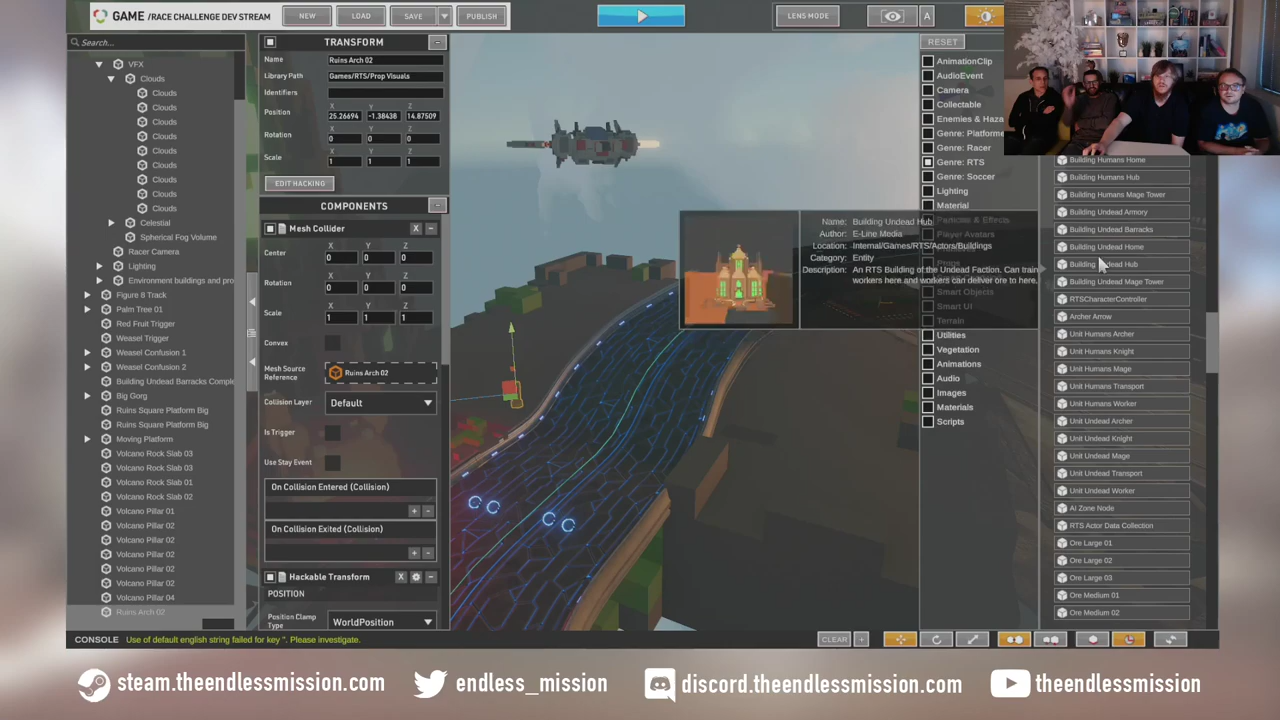 GAME /RACE CHALLENGE DEV STREAM
NEW
LOAD
SAVE
PUBLISH
LENS MODE
A
Search...
VFX
Clouds
Clouds
Clouds
Clouds
Clouds
Clouds
Clouds
Clouds
Clouds
Clouds
Celestial
Spherical Fog Volume
Racer Camera
Lighting
Environment building and pro
Figure 8 Track
Palm Tree 01
Red Fruit Trigger
Weasel Trigger
Weasel Confusion 1
Weasel Confusion 2
Building Undead Barracks Comple
Big Gorg
Ruins Square Platform Big
Ruins Square Platform Big
Moving Platform
Volcano Rock Slab 03
Volcano Rock Slab 03
Volcano Rock Slab 01
Volcano Rock Slab 02
Volcano Pillar 01
Volcano Pillar 02
Volcano Pillar 02
Volcano Pillar 02
Volcano Pillar 02
Volcano Pillar 02
Volcano Pillar 04
Ruins Arch 02
TRANSFORM
Name Ruins Arch 02
Library Path Games/RTS/Prop Visuals
Identifiers
X Y Z
Position 25.26694 -1.38438 14.87509
Rotation 0 0 0
Scale 1 1 1
EDIT HACKING
COMPONENTS
Mesh Collider X
Center X Y Z
0 0 0
Rotation X Y Z
0 0 0
Scale X Y Z
1 1 1
Convex
Mesh Source Reference Ruins Arch 02
Collision Layer Default
Is Trigger
Use Stay Event
On Collision Entered (Collision)
+ -
On Collision Exited (Collision)
+ -
Hackable Transform X
POSITION
Position Clamp Type WorldPosition
Name: Building Undead Hub
Author: E-Line Media
Location: Internal/Games/RTS/Actors/Buildings
Category: Entity
Description: An RTS Building of the Undead Faction. Can train
workers here and workers can deliver ore to here.
RESET
AnimationClip
AudioEvent
Camera
Collectable
Enemies & Haza
Genre: Platforme
Genre: Racer
Genre: RTS
Genre: Soccer
Lighting
Material
Particles & Effects
Player Avatars
Props
Smart Objects
Smart UI
Terrain
Utilities
Vegetation
Animations
Audio
Images
Materials
Scripts
Building Humans Home
Building Humans Hub
Building Humans Mage Tower
Building Undead Armory
Building Undead Barracks
Building Undead Home
Building Undead Hub
Building Undead Mage Tower
RTSCharacterController
Archer Arrow
Unit Humans Archer
Unit Humans Knight
Unit Humans Mage
Unit Humans Transport
Unit Humans Worker
Unit Undead Archer
Unit Undead Knight
Unit Undead Mage
Unit Undead Transport
Unit Undead Worker
AI Zone Node
RTS Actor Data Collection
Ore Large 01
Ore Large 02
Ore Large 03
Ore Medium 01
Ore Medium 02
CONSOLE Use of default english string failed for key ''. Please investigate.
CLEAR +
steam.theendlessmission.com
endless_mission
discord.theendlessmission.com
theendlessmission